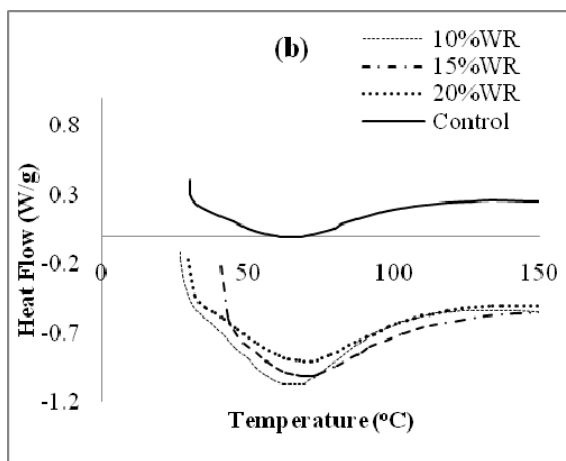 (b)
10%WR
15%WR
20%WR
Control
Heat Flow (W/g)
0.8
0.3
-0.2
-0.7
-1.2
0
50
100
150
Temperature (°C)